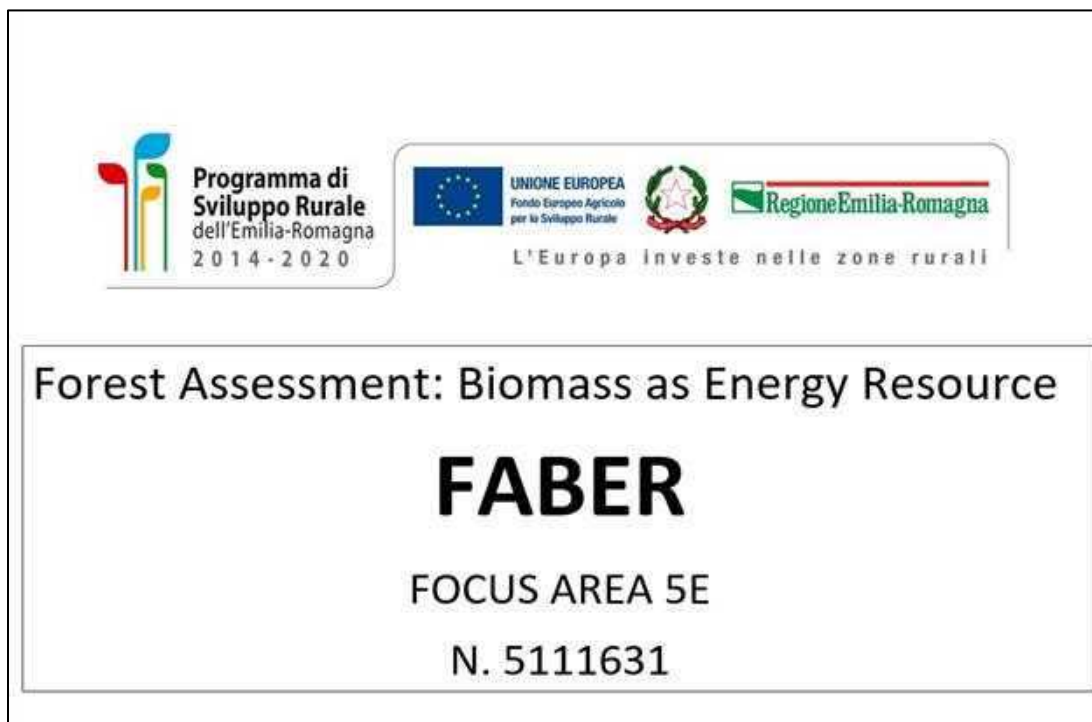 Programma di
Sviluppo Rurale
dell'Emilia-Romagna
2014-2020
UNIONE EUROPEA
Fondo Europeo Agricolo
per lo Sviluppo Rurale
RegioneEmilia-Romagna
L'Europa investe nelle zone rurali
Forest Assessment: Biomass as Energy Resource
FABER
FOCUS AREA 5E
N. 5111631